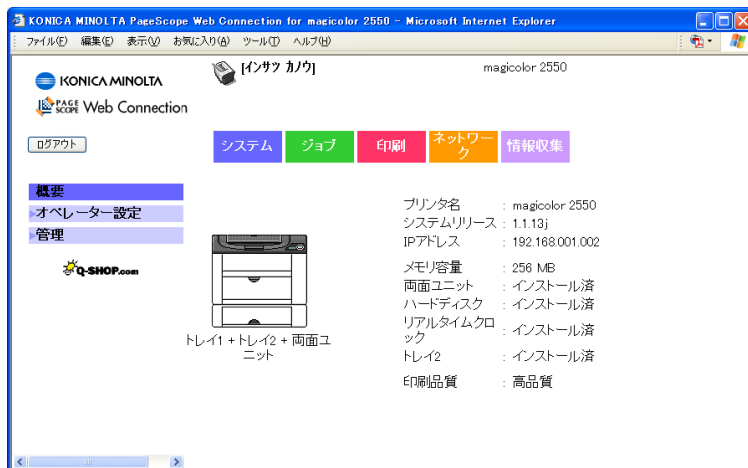 KONICA MINOLTA PageScope Web Connection for magicolor 2550 - Microsoft Internet Explorer
ファイル(F) 編集(E) 表示(V) お気に入り(A) ツール(T) ヘルプ(H)
KONICA MINOLTA
[インサツ カノウ]
magicolor 2550
PAGE SCOPE Web Connection
ログアウト
システム ジョブ 印刷 ネットワー
ク
情報収集
概要
オペレーター設定
管理
Q-SHOP.com
トレイ1 + トレイ2 + 両面ユ
ニット
プリンタ名 : magicolor 2550
システムリリース : 1.1.13j
IPアドレス : 192.168.001.002
メモリ容量 : 256 MB
両面ユニット : インストール済
ハードディスク : インストール済
リアルタイムクロ
ック : インストール済
トレイ2 : インストール済
印刷品質 : 高品質